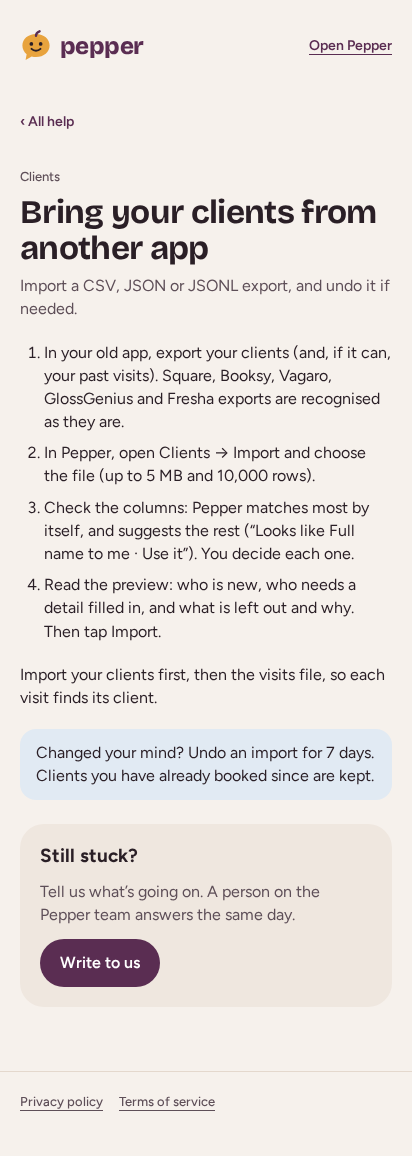 pepper
Open Pepper
‹ All help
Clients
Bring your clients from
another app
Import a CSV, JSON or JSONL export, and undo it if
needed.
1. In your old app, export your clients (and, if it can,
your past visits). Square, Booksy, Vagaro,
GlossGenius and Fresha exports are recognised
as they are.
2. In Pepper, open Clients → Import and choose
the file (up to 5 MB and 10,000 rows).
3. Check the columns: Pepper matches most by
itself, and suggests the rest (“Looks like Full
name to me · Use it”). You decide each one.
4. Read the preview: who is new, who needs a
detail filled in, and what is left out and why.
Then tap Import.
Import your clients first, then the visits file, so each
visit finds its client.
Changed your mind? Undo an import for 7 days.
Clients you have already booked since are kept.
Still stuck?
Tell us what’s going on. A person on the
Pepper team answers the same day.
Write to us
Privacy policy
Terms of service